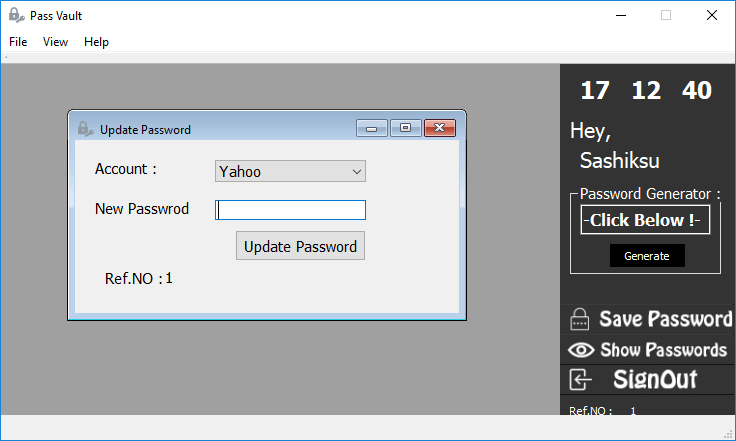 Pass Vault
File View Help
Update Password
Account : Yahoo
New Passwrod
Update Password
Ref.NO : 1
17 12 40
Hey,
Sashiksu
Password Generator :
-Click Below !-
Generate
Save Password
Show Passwords
SignOut
Ref.NO : 1